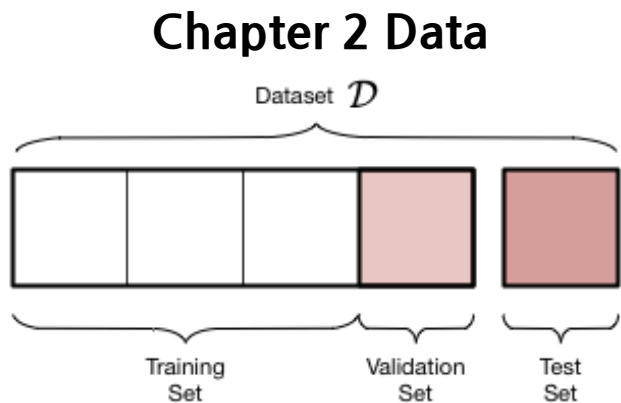 Chapter 2 Data
Dataset 𝒟
Training
Set
Validation
Set
Test
Set